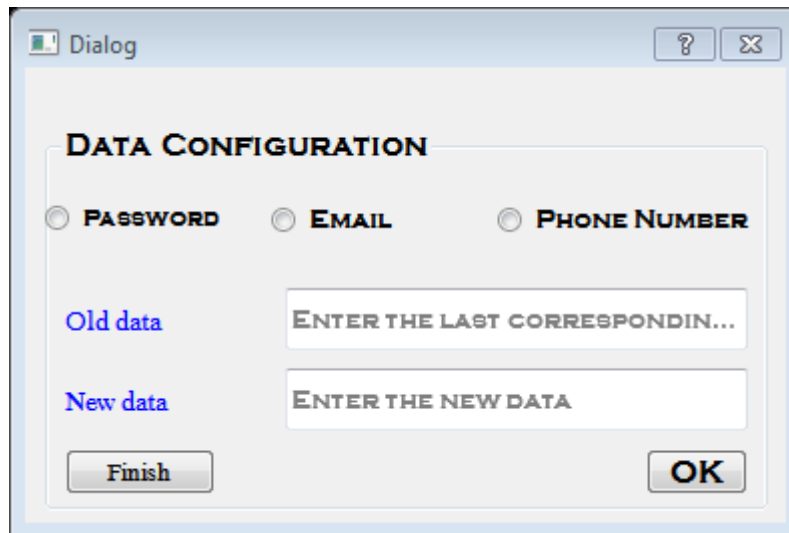 Dialog
Data Configuration
Password Email Phone Number
Old data Enter the last correspondin...
New data Enter the new data
Finish OK